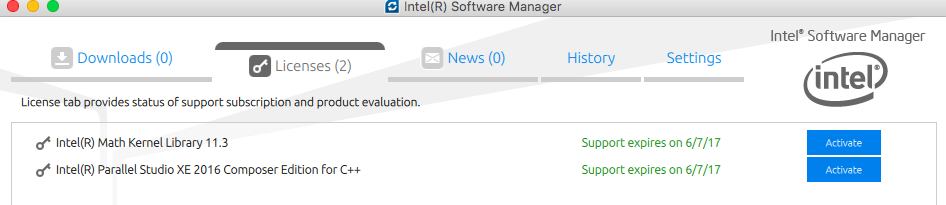 Intel(R) Software Manager
Downloads (0)
Licenses (2)
News (0)
History
Settings
Intel® Software Manager
intel®
License tab provides status of support subscription and product evaluation.
Intel(R) Math Kernel Library 11.3 Support expires on 6/7/17 Activate
Intel(R) Parallel Studio XE 2016 Composer Edition for C++ Support expires on 6/7/17 Activate